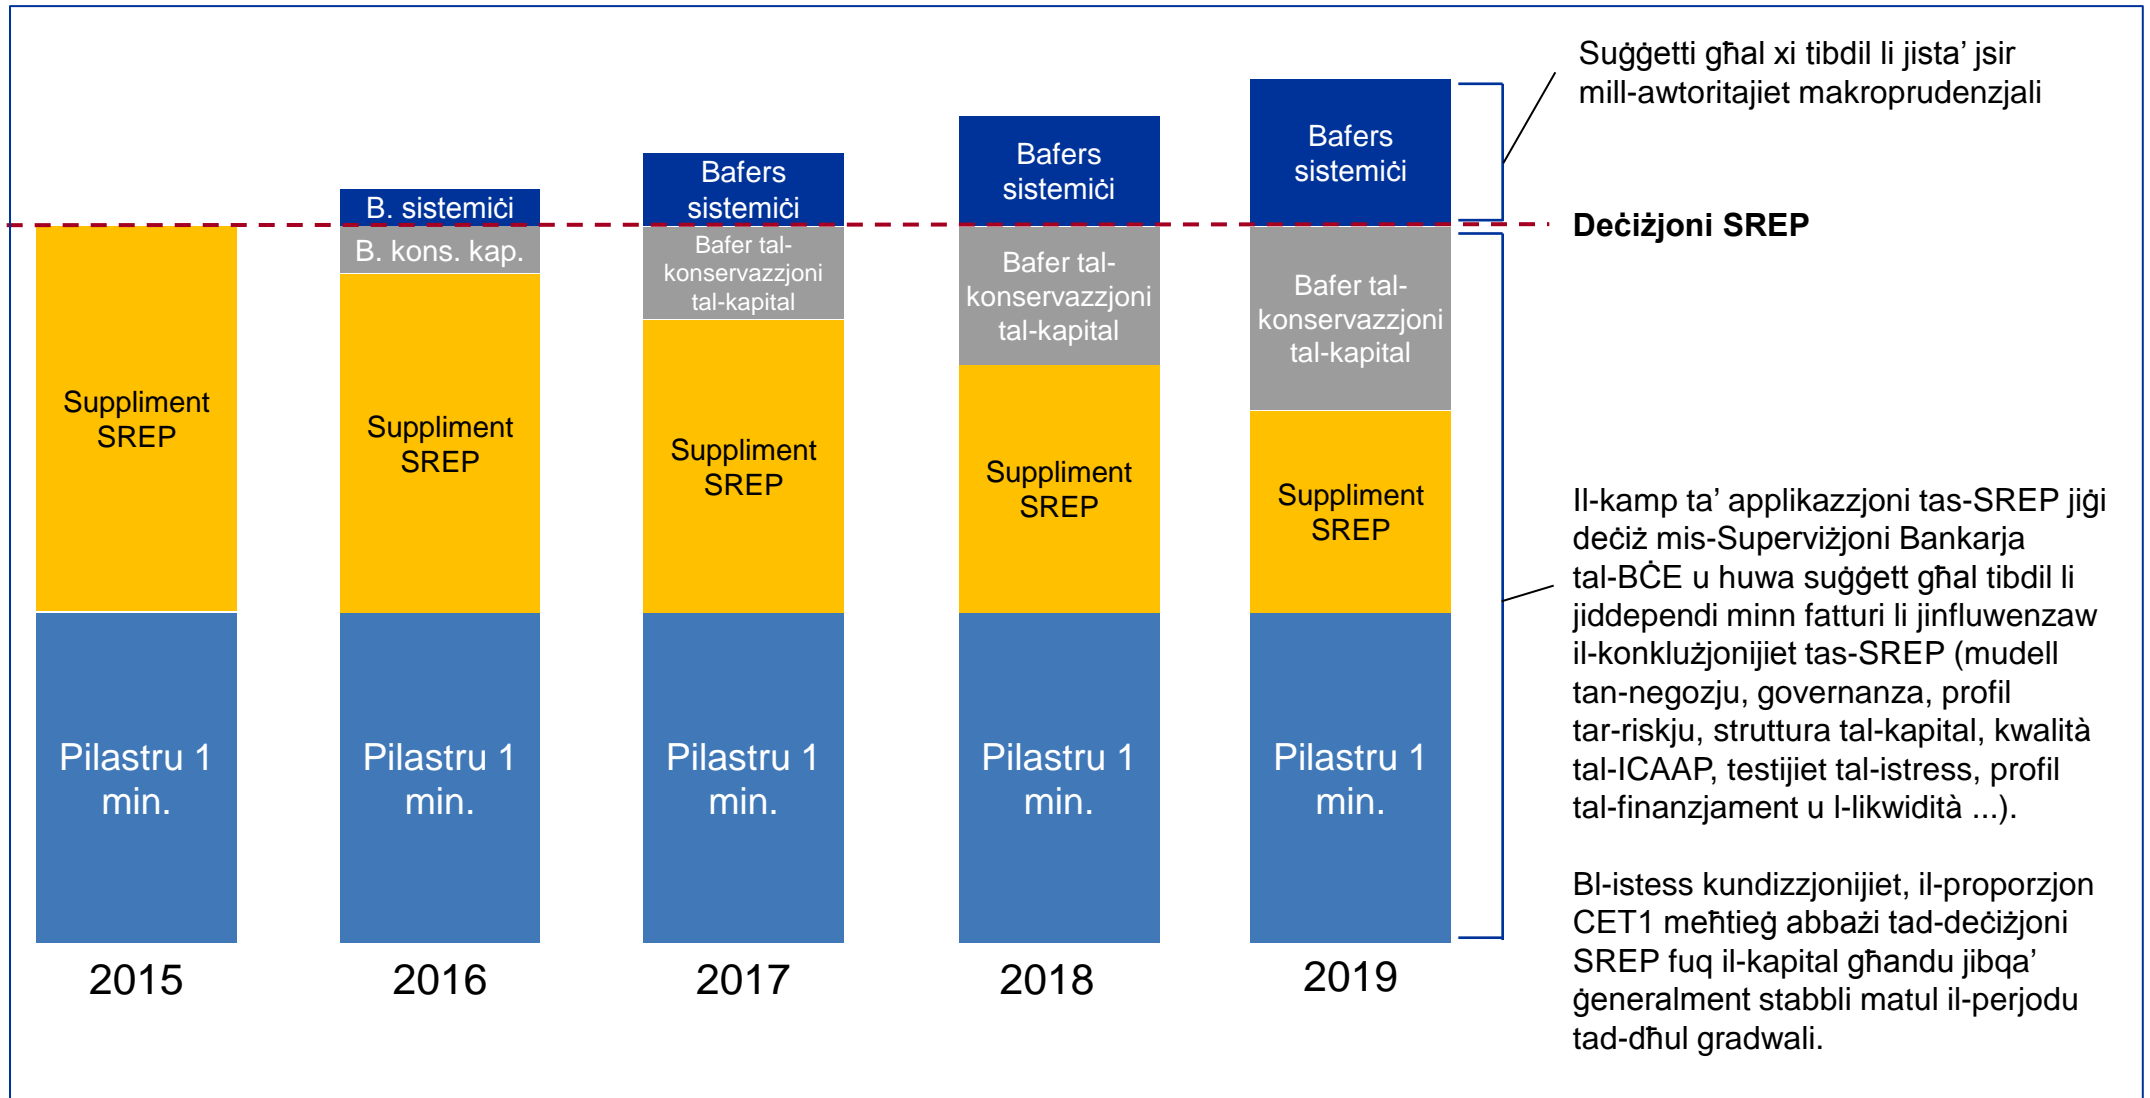 Suġġetti għal xi tibdil li jista’ jsir
mill-awtoritajiet makroprudenzjali
Bafers
sistemiċi
Bafers
sistemiċi
Bafers
sistemiċi
B. sistemiċi
Deċiżjoni SREP
B. kons. kap.
Bafer tal-
konservazzjoni
tal-kapital
Bafer tal-
konservazzjoni
tal-kapital
Bafer tal-
konservazzjoni
tal-kapital
Suppliment
SREP
Suppliment
SREP
Suppliment
SREP
Suppliment
SREP
Suppliment
SREP
Il-kamp ta’ applikazzjoni tas-SREP jiġi
deċiż mis-Superviżjoni Bankarja
tal-BĊE u huwa suġġett għal tibdil li
jiddependi minn fatturi li jinfluwenzaw
il-konklużjonijiet tas-SREP (mudell
tan-negozju, governanza, profil
tar-riskju, struttura tal-kapital, kwalità
tal-ICAAP, testijiet tal-istress, profil
tal-finanzjament u l-likwidità ...).
Bl-istess kundizzjonijiet, il-proporzjon
CET1 meħtieġ abbażi tad-deċiżjoni
SREP fuq il-kapital għandu jibqa’
ġeneralment stabbli matul il-perjodu
tad-dħul gradwali.
Pilastru 1
min.
Pilastru 1
min.
Pilastru 1
min.
Pilastru 1
min.
Pilastru 1
min.
2015
2016
2017
2018
2019